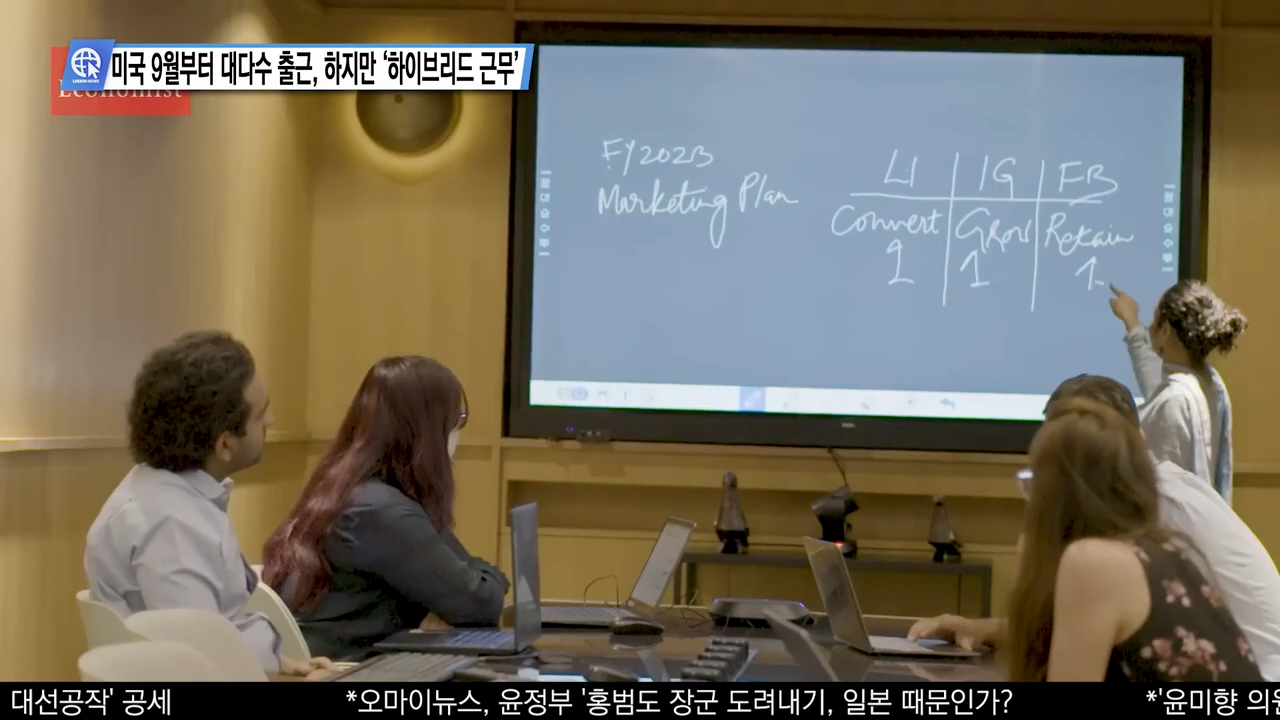 미국 9월부터 대다수 출근, 하지만 ‘하이브리드 근무’
Economist
FY2023
Marketing Plan
LI IG FB
Convert Grow Retain
1 1
대선공작' 공세 *오마이뉴스, 윤정부 '홍범도 장군 도려내기, 일본 때문인가? *'윤미향 의원